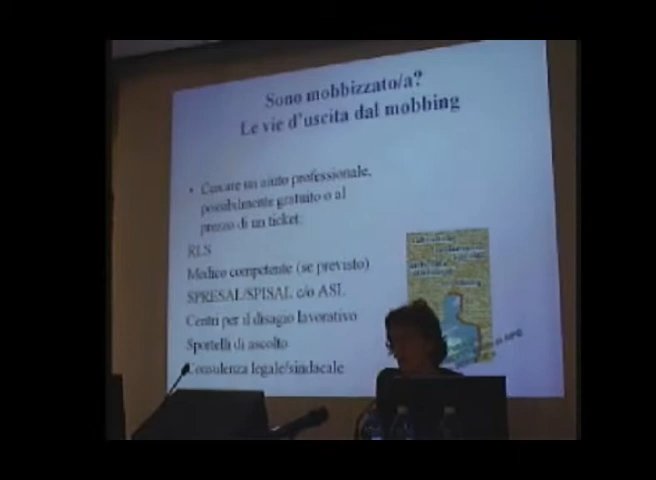 Sono mobbizzato/a?
Le vie d'uscita dal mobbing
• Cercare un aiuto professionale,
possibilmente gratuito o al
prezzo di un ticket:
RLS
Medico competente (se previsto)
SPRESAL/SPISAL c/o ASL
Centri per il disagio lavorativo
Sportelli di ascolto
Consulenza legale/sindacale